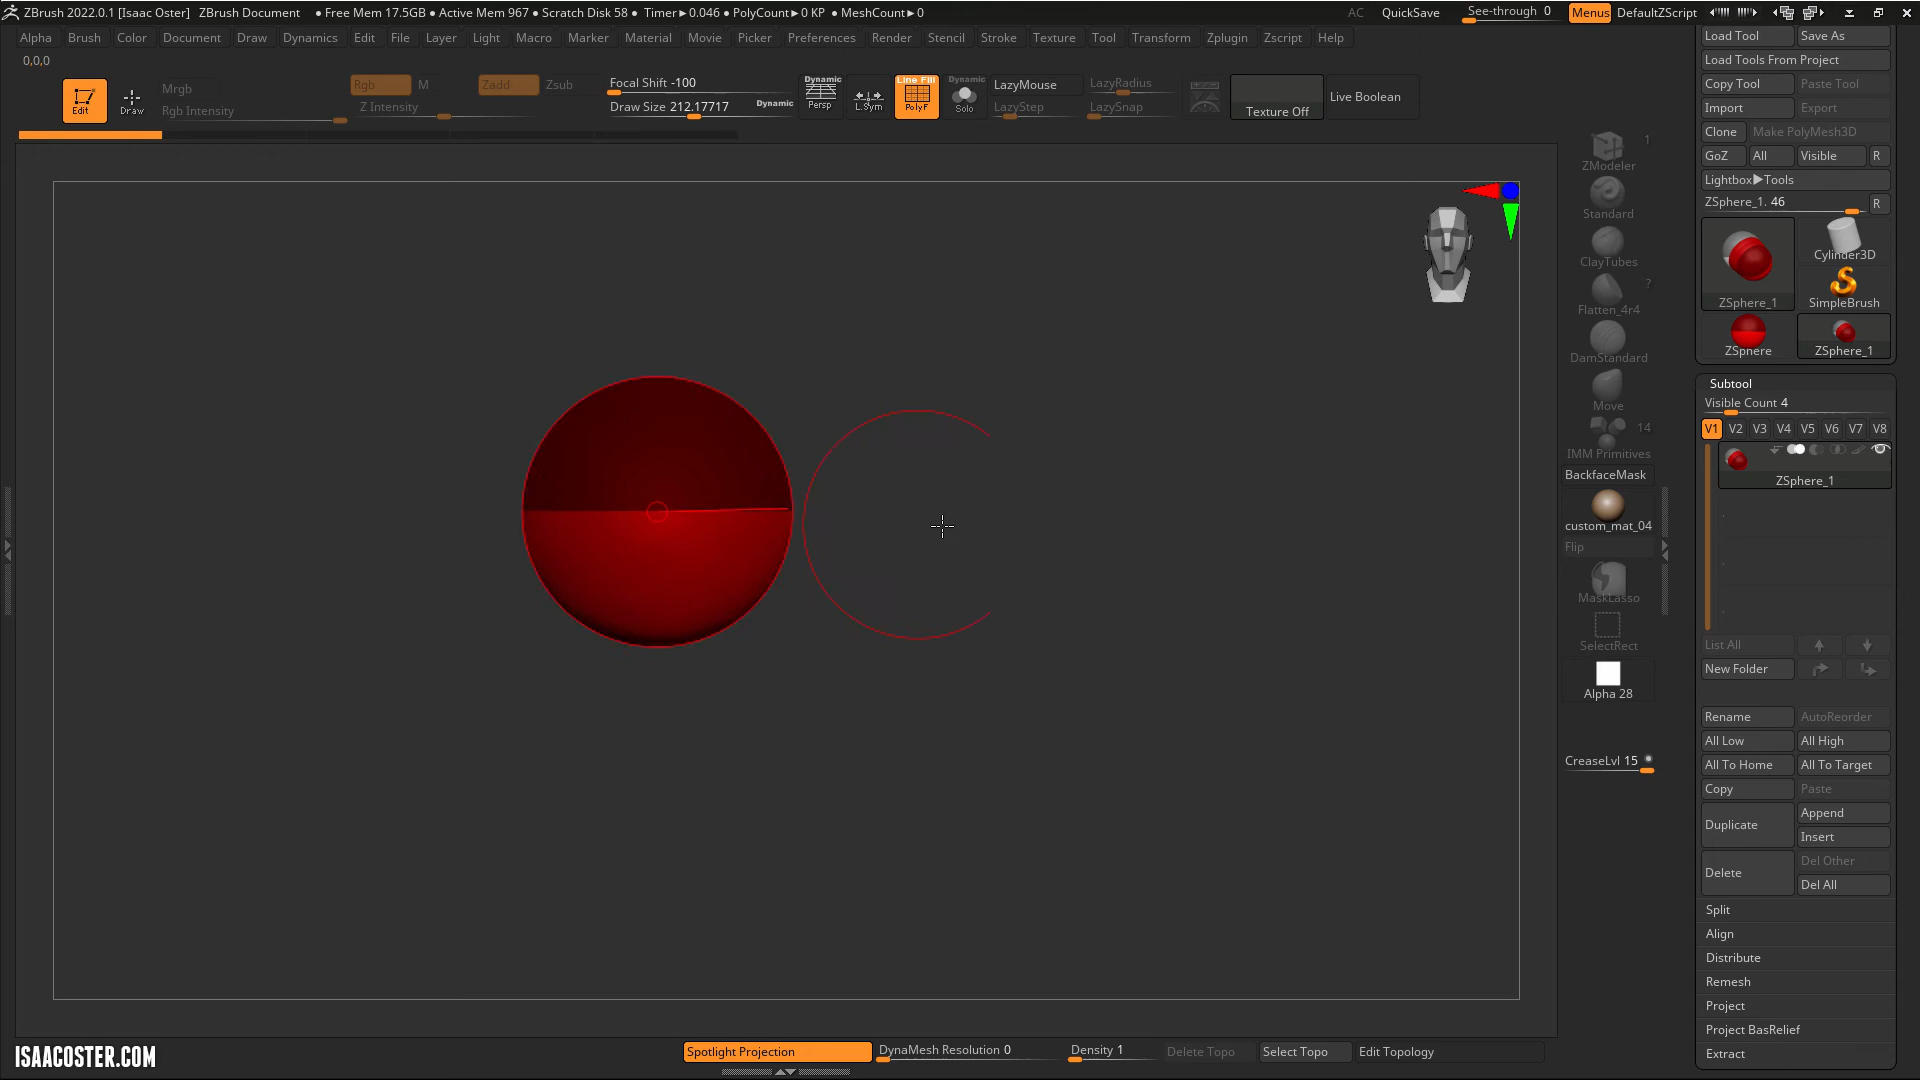 ZBrush 2022.0.1 [Isaac Oster] ZBrush Document • Free Mem 17.5GB • Active Mem 967 • Scratch Disk 58 • Timer▶0.046 • PolyCount▶0 KP • MeshCount▶0 AC QuickSave See-through 0 Menus DefaultZScript
Alpha Brush Color Document Draw Dynamics Edit File Layer Light Macro Marker Material Movie Picker Preferences Render Stencil Stroke Texture Tool Transform Zplugin Zscript Help
0,0,0
Edit Draw Mrgb Rgb M Zadd Zsub
Rgb Intensity Z Intensity
Focal Shift -100
Draw Size 212.17717 Dynamic
Dynamic Persp L.Sym Line Fill PolyF Dynamic Solo
LazyMouse LazyRadius
LazyStep LazySnap
Texture Off Live Boolean
1
ZModeler
Standard
ClayTubes
?
Flatten_4r4
DamStandard
Move
14
IMM Primitives
BackfaceMask
custom_mat_04
Flip
MaskLasso
SelectRect
Alpha 28
CreaseLvl 15
Load Tool Save As
Load Tools From Project
Copy Tool Paste Tool
Import Export
Clone Make PolyMesh3D
GoZ All Visible R
Lightbox▶Tools
ZSphere_1. 46 R
Cylinder3D
ZSphere_1 SimpleBrush
ZSphere ZSphere_1
Subtool
Visible Count 4
V1 V2 V3 V4 V5 V6 V7 V8
ZSphere_1
List All
New Folder
Rename AutoReorder
All Low All High
All To Home All To Target
Copy Paste
Duplicate Append
Insert
Delete Del Other
Del All
Split
Align
Distribute
Remesh
Project
Project BasRelief
Extract
ISAACOSTER.COM
Spotlight Projection DynaMesh Resolution 0 Density 1 Delete Topo Select Topo Edit Topology